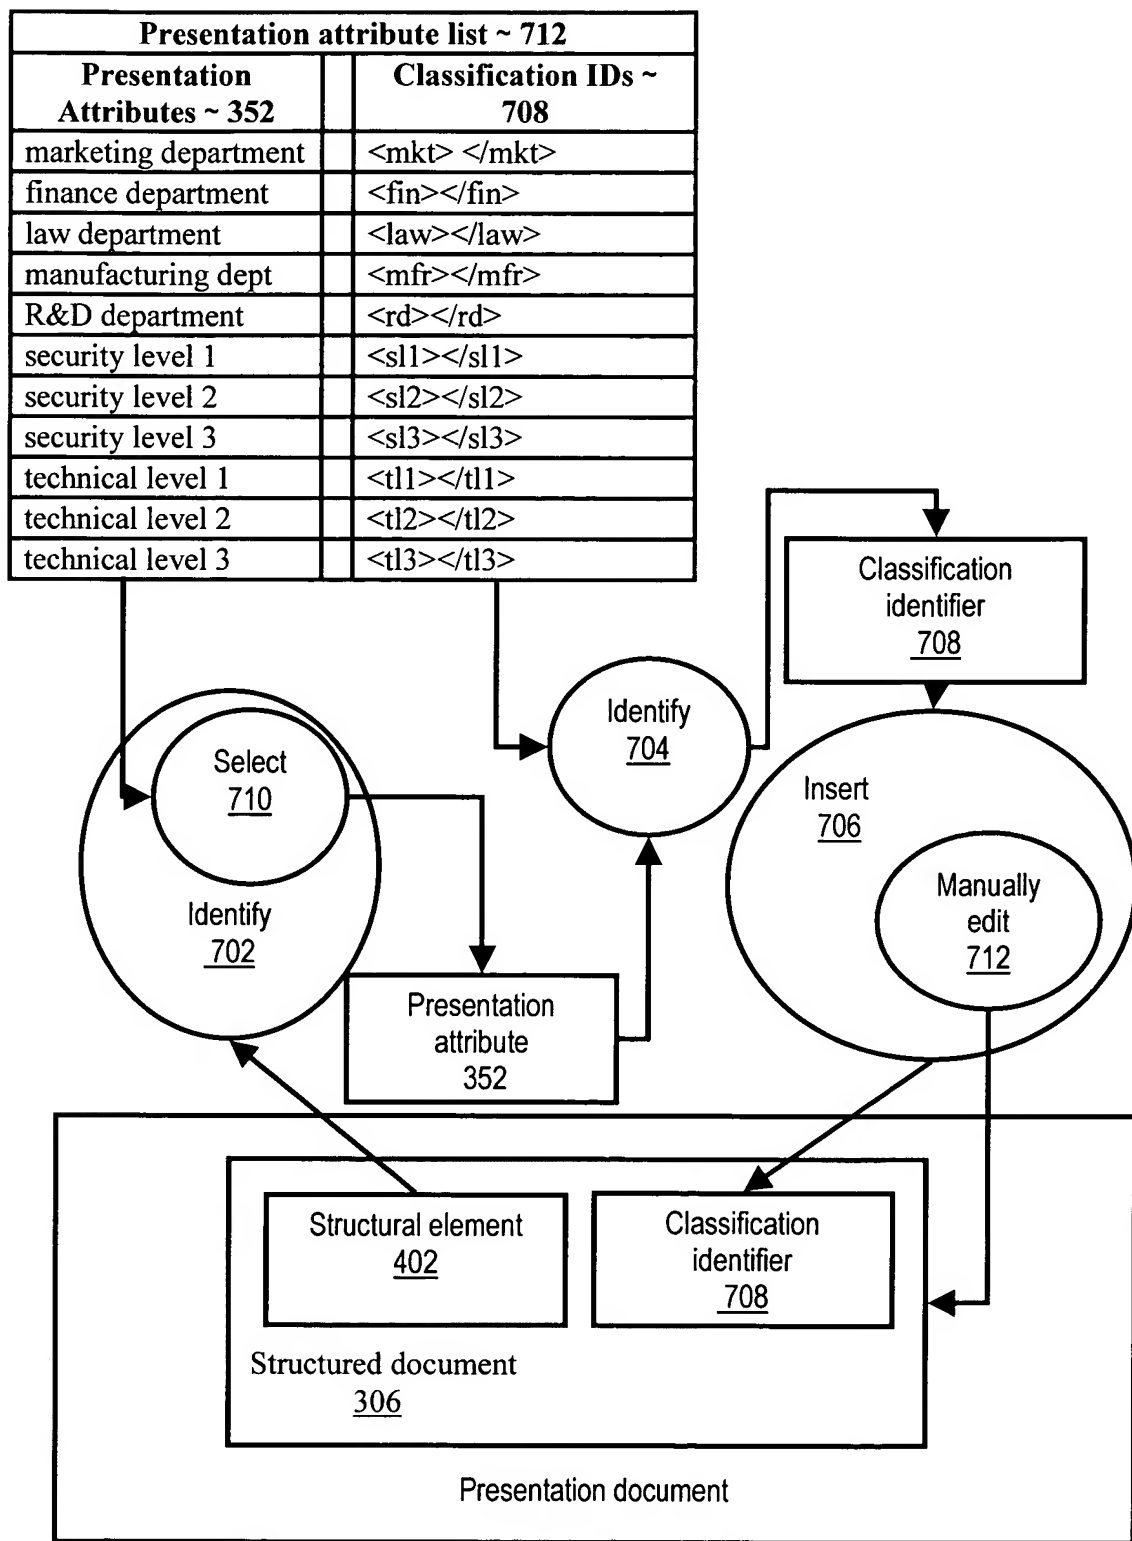 Presentation attribute list ~ 712
Presentation
Attributes ~ 352
Classification IDs ~
708
marketing department <mkt> </mkt>
finance department <fin></fin>
law department <law></law>
manufacturing dept <mfr></mfr>
R&D department <rd></rd>
security level 1 <sl1></sl1>
security level 2 <sl2></sl2>
security level 3 <sl3></sl3>
technical level 1 <tl1></tl1>
technical level 2 <tl2></tl2>
technical level 3 <tl3></tl3>
Classification
identifier
708
Identify
704
Select
710
Insert
706
Identify
702
Manually
edit
712
Presentation
attribute
352
Structural element
402
Classification
identifier
708
Structured document
306
Presentation document